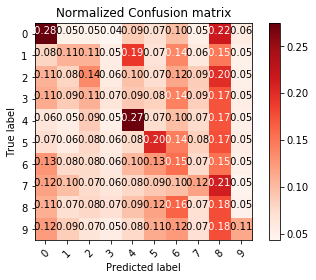 Normalized Confusion matrix
0 0.28 0.05 0.05 0.04 0.09 0.07 0.10 0.05 0.22 0.06
1 0.08 0.11 0.11 0.05 0.19 0.07 0.14 0.06 0.15 0.05
2 0.11 0.08 0.14 0.06 0.10 0.07 0.12 0.09 0.20 0.05
3 0.11 0.09 0.11 0.07 0.09 0.08 0.14 0.09 0.17 0.05
4 0.06 0.05 0.09 0.05 0.27 0.07 0.10 0.07 0.17 0.05
5 0.07 0.06 0.08 0.06 0.08 0.20 0.14 0.08 0.17 0.05
6 0.13 0.08 0.08 0.06 0.10 0.13 0.15 0.07 0.15 0.05
7 0.12 0.10 0.07 0.06 0.08 0.09 0.10 0.12 0.21 0.05
8 0.11 0.07 0.07 0.07 0.09 0.12 0.16 0.07 0.18 0.05
9 0.12 0.09 0.07 0.05 0.08 0.11 0.12 0.07 0.18 0.11
0 1 2 3 4 5 6 7 8 9
True label
Predicted label
0.25
0.20
0.15
0.10
0.05